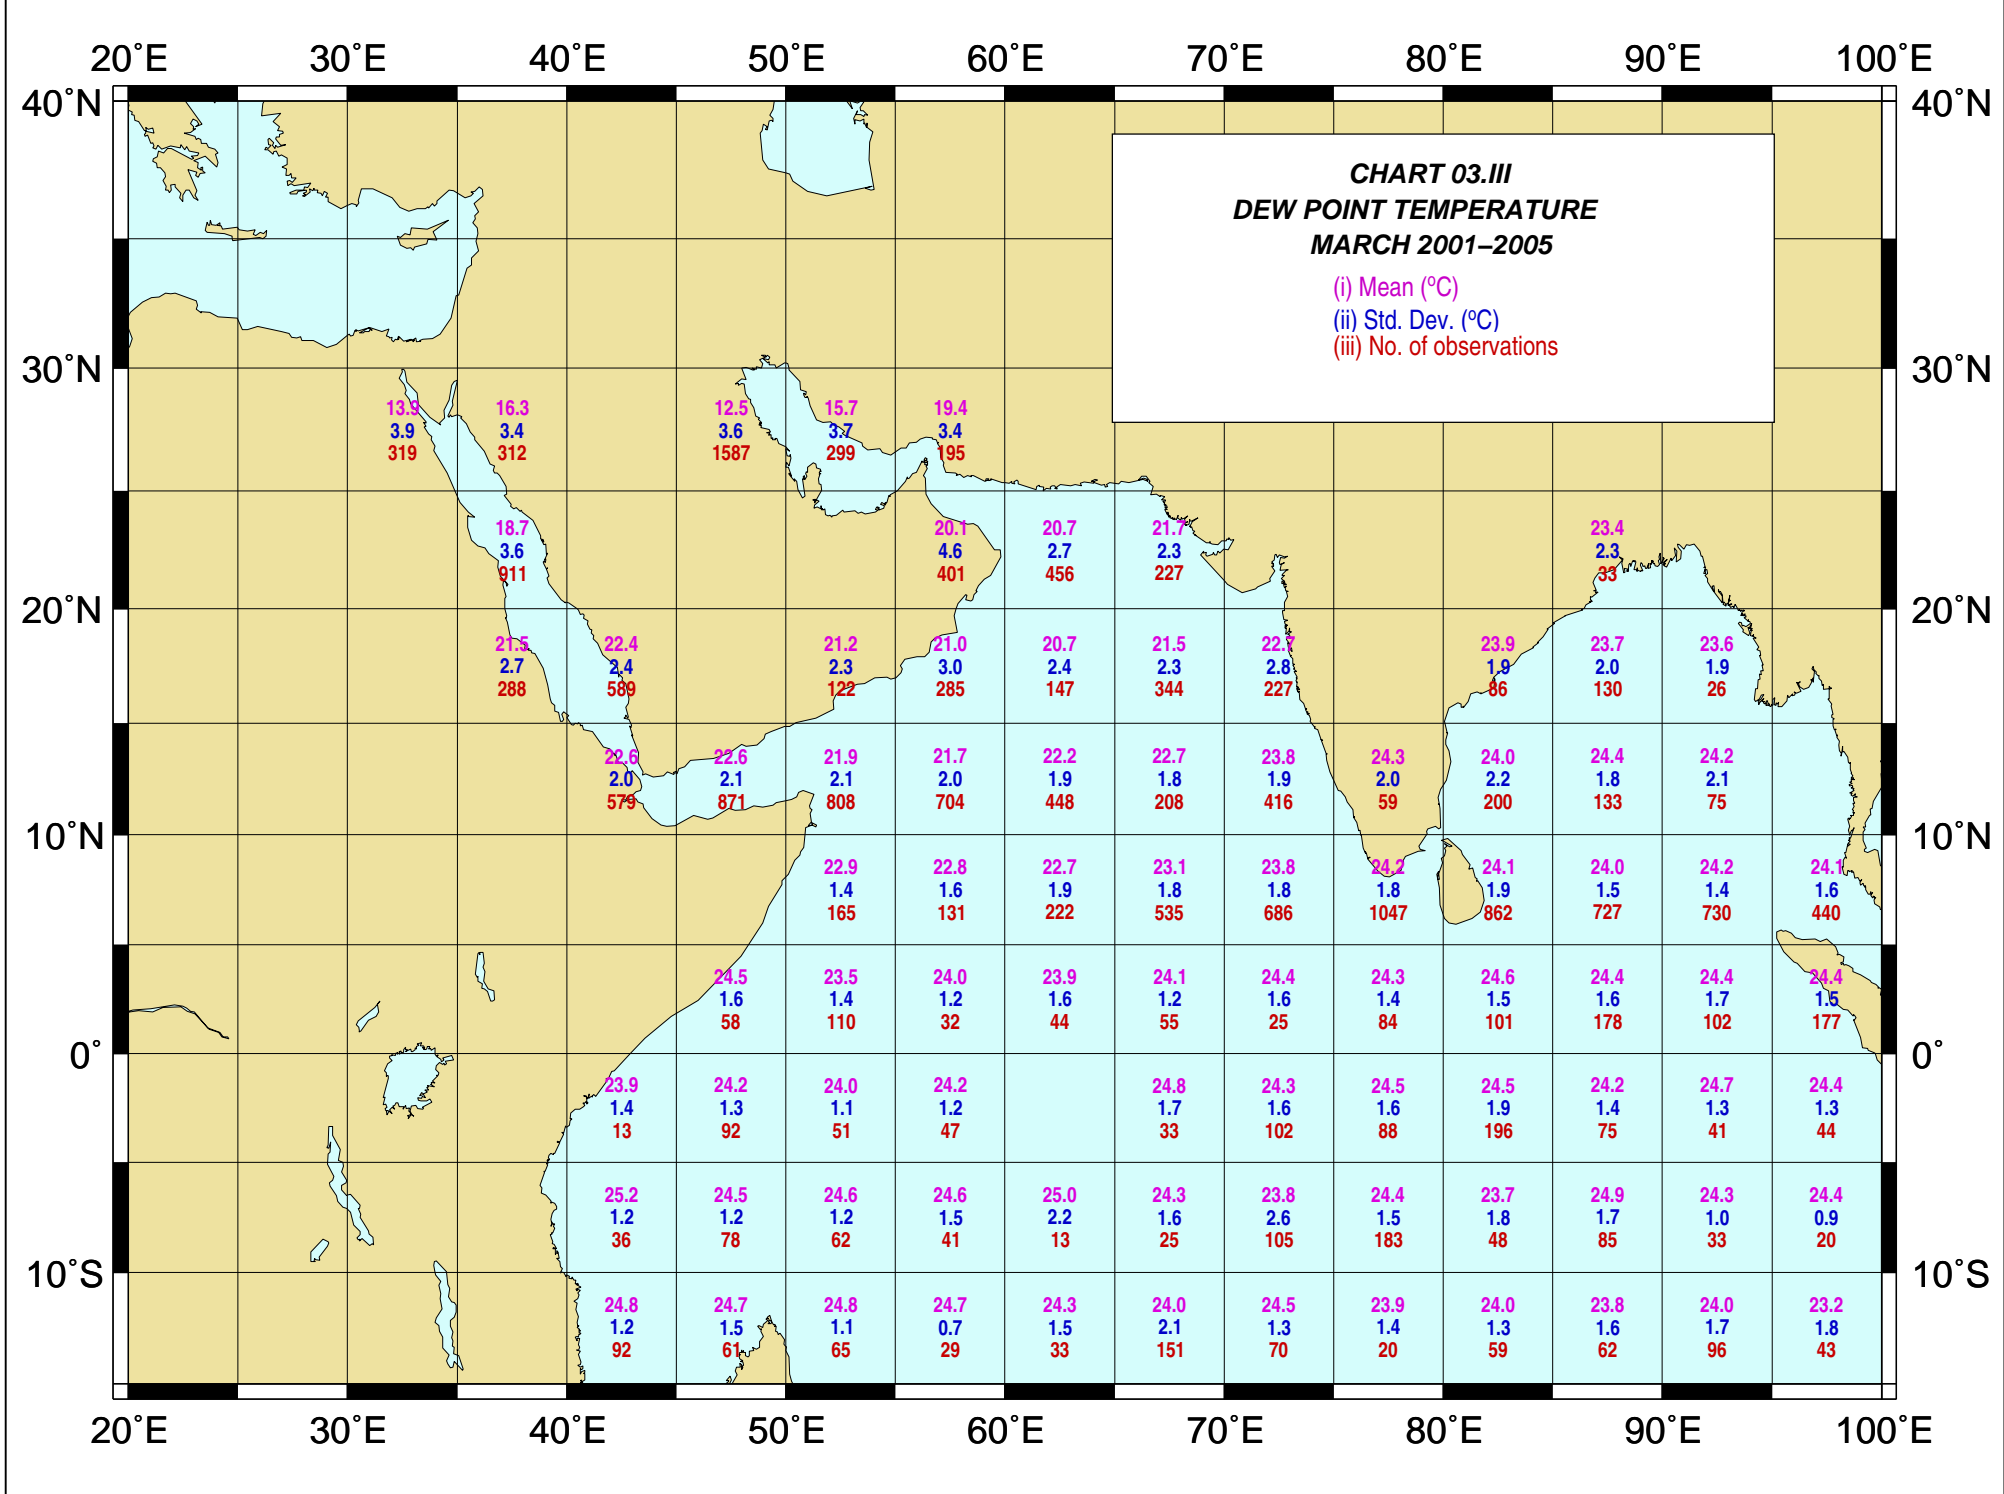 20˚E 30˚E 40˚E 50˚E 60˚E 70˚E 80˚E 90˚E 100˚E
40˚N 40˚N
CHART 03.III
DEW POINT TEMPERATURE
MARCH 2001–2005
(i) Mean (ºC)
(ii) Std. Dev. (ºC)
(iii) No. of observations
30˚N 30˚N
13.9 16.3 12.5 15.7 19.4
3.9 3.4 3.6 3.7 3.4
319 312 1587 299 195
18.7 20.1 20.7 21.7 23.4
3.6 4.6 2.7 2.3 2.3
911 401 456 227 33
20˚N 20˚N
21.5 22.4 21.2 21.0 20.7 21.5 22.7 23.9 23.7 23.6
2.7 2.4 2.3 3.0 2.4 2.3 2.8 1.9 2.0 1.9
288 589 122 285 147 344 227 86 130 26
22.6 22.6 21.9 21.7 22.2 22.7 23.8 24.3 24.0 24.4 24.2
2.0 2.1 2.1 2.0 1.9 1.8 1.9 2.0 2.2 1.8 2.1
579 871 808 704 448 208 416 59 200 133 75
10˚N 10˚N
22.9 22.8 22.7 23.1 23.8 24.2 24.1 24.0 24.2 24.1
1.4 1.6 1.9 1.8 1.8 1.8 1.9 1.5 1.4 1.6
165 131 222 535 686 1047 862 727 730 440
24.5 23.5 24.0 23.9 24.1 24.4 24.3 24.6 24.4 24.4 24.4
1.6 1.4 1.2 1.6 1.2 1.6 1.4 1.5 1.6 1.7 1.5
58 110 32 44 55 25 84 101 178 102 177
0˚ 0˚
23.9 24.2 24.0 24.2 24.8 24.3 24.5 24.5 24.2 24.7 24.4
1.4 1.3 1.1 1.2 1.7 1.6 1.6 1.9 1.4 1.3 1.3
13 92 51 47 33 102 88 196 75 41 44
25.2 24.5 24.6 24.6 25.0 24.3 23.8 24.4 23.7 24.9 24.3 24.4
1.2 1.2 1.2 1.5 2.2 1.6 2.6 1.5 1.8 1.7 1.0 0.9
36 78 62 41 13 25 105 183 48 85 33 20
10˚S 10˚S
24.8 24.7 24.8 24.7 24.3 24.0 24.5 23.9 24.0 23.8 24.0 23.2
1.2 1.5 1.1 0.7 1.5 2.1 1.3 1.4 1.3 1.6 1.7 1.8
92 61 65 29 33 151 70 20 59 62 96 43
20˚E 30˚E 40˚E 50˚E 60˚E 70˚E 80˚E 90˚E 100˚E